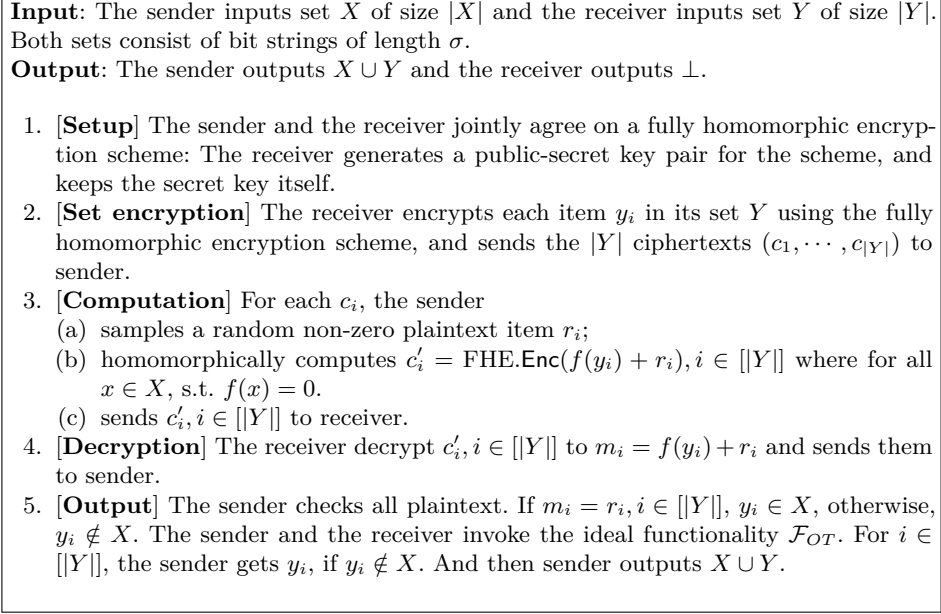 Input: The sender inputs set X of size |X| and the receiver inputs set Y of size |Y|.
Both sets consist of bit strings of length σ.
Output: The sender outputs X ∪ Y and the receiver outputs ⊥.
1. [Setup] The sender and the receiver jointly agree on a fully homomorphic encryp-
tion scheme: The receiver generates a public-secret key pair for the scheme, and
keeps the secret key itself.
2. [Set encryption] The receiver encrypts each item y_i in its set Y using the fully
homomorphic encryption scheme, and sends the |Y| ciphertexts (c_1, ⋯ , c_{|Y|}) to
sender.
3. [Computation] For each c_i, the sender
(a) samples a random non-zero plaintext item r_i;
(b) homomorphically computes c'_i = FHE.Enc(f(y_i) + r_i), i ∈ [|Y|] where for all
x ∈ X, s.t. f(x) = 0.
(c) sends c'_i, i ∈ [|Y|] to receiver.
4. [Decryption] The receiver decrypt c'_i, i ∈ [|Y|] to m_i = f(y_i) + r_i and sends them
to sender.
5. [Output] The sender checks all plaintext. If m_i = r_i, i ∈ [|Y|], y_i ∈ X, otherwise,
y_i ∉ X. The sender and the receiver invoke the ideal functionality F_{OT}. For i ∈
[|Y|], the sender gets y_i, if y_i ∉ X. And then sender outputs X ∪ Y.